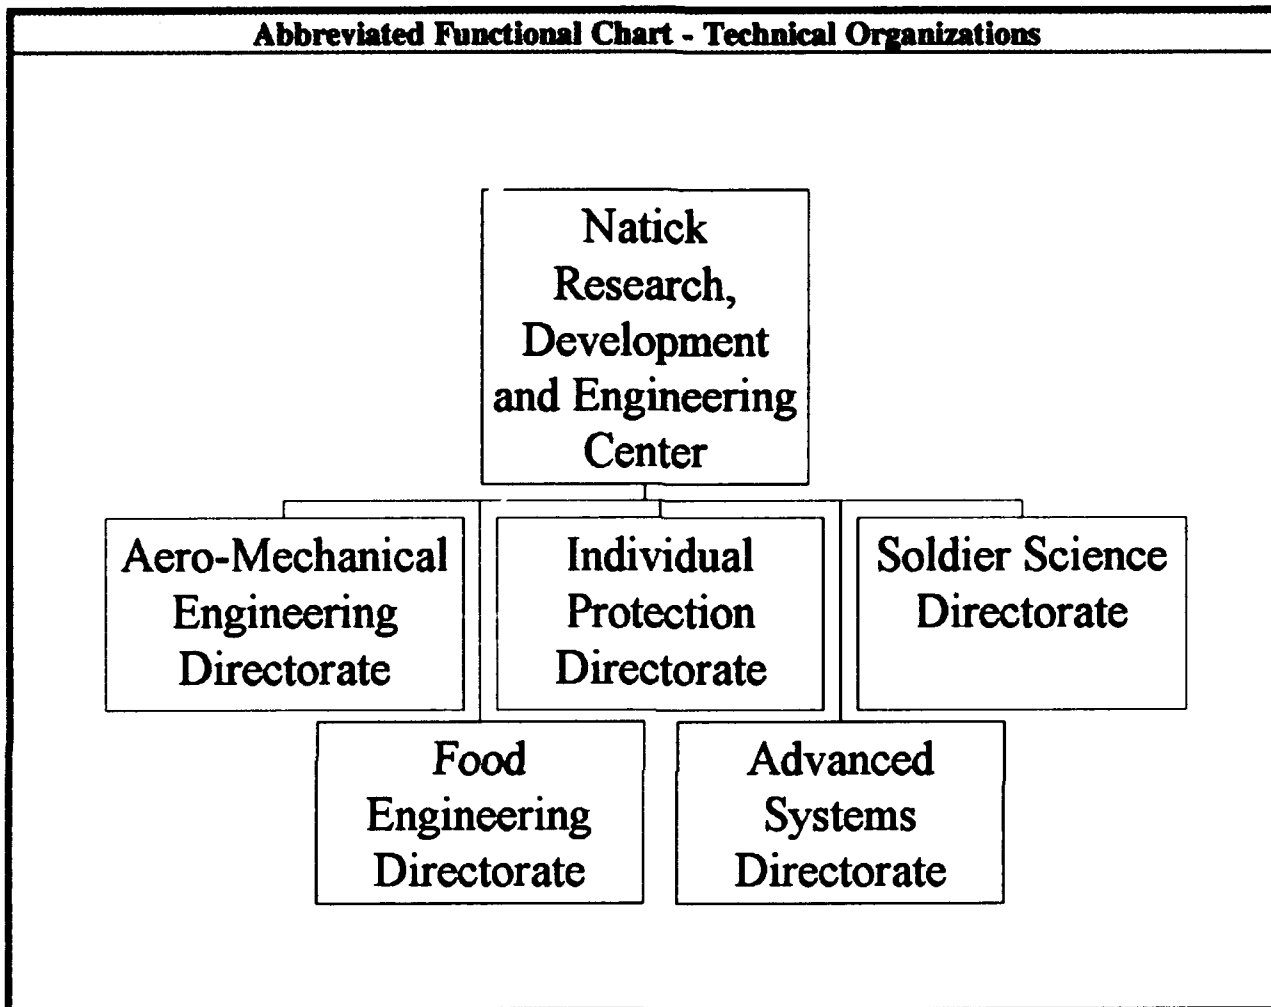 Abbreviated Functional Chart - Technical Organizations
Natick
Research,
Development
and Engineering
Center
Aero-Mechanical
Engineering
Directorate
Individual
Protection
Directorate
Soldier Science
Directorate
Food
Engineering
Directorate
Advanced
Systems
Directorate